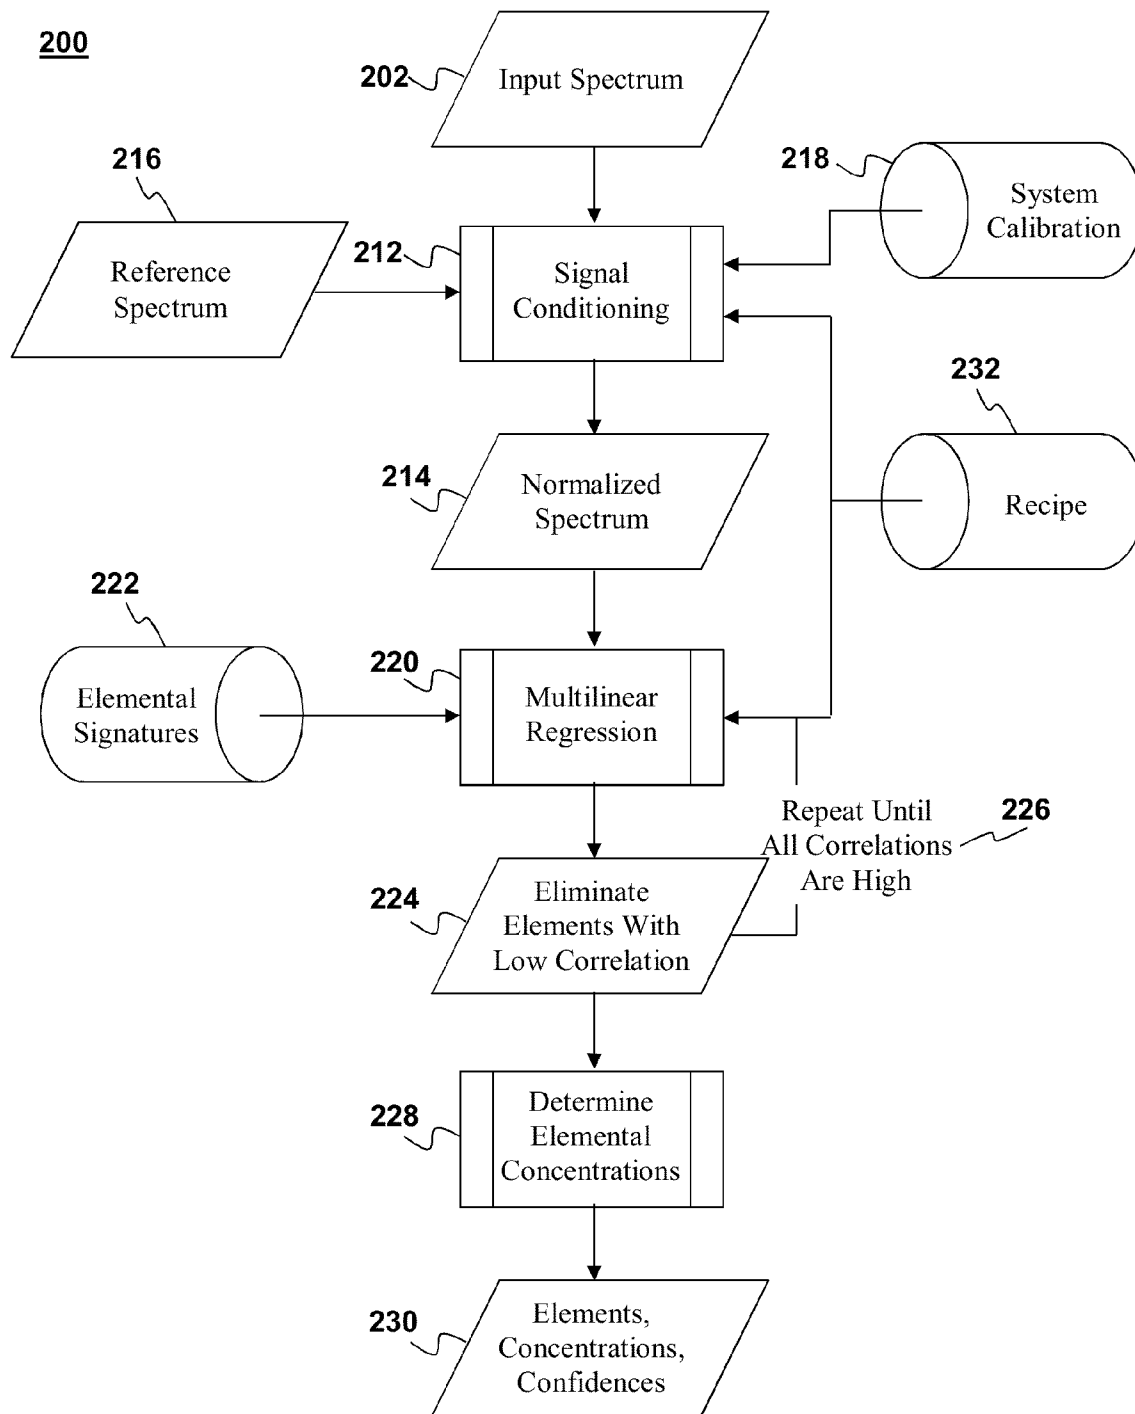 200
202
Input Spectrum
216
Reference
Spectrum
212
Signal
Conditioning
218
System
Calibration
232
Recipe
214
Normalized
Spectrum
222
Elemental
Signatures
220
Multilinear
Regression
Repeat Until
All Correlations
Are High
226
224
Eliminate
Elements With
Low Correlation
228
Determine
Elemental
Concentrations
230
Elements,
Concentrations,
Confidences